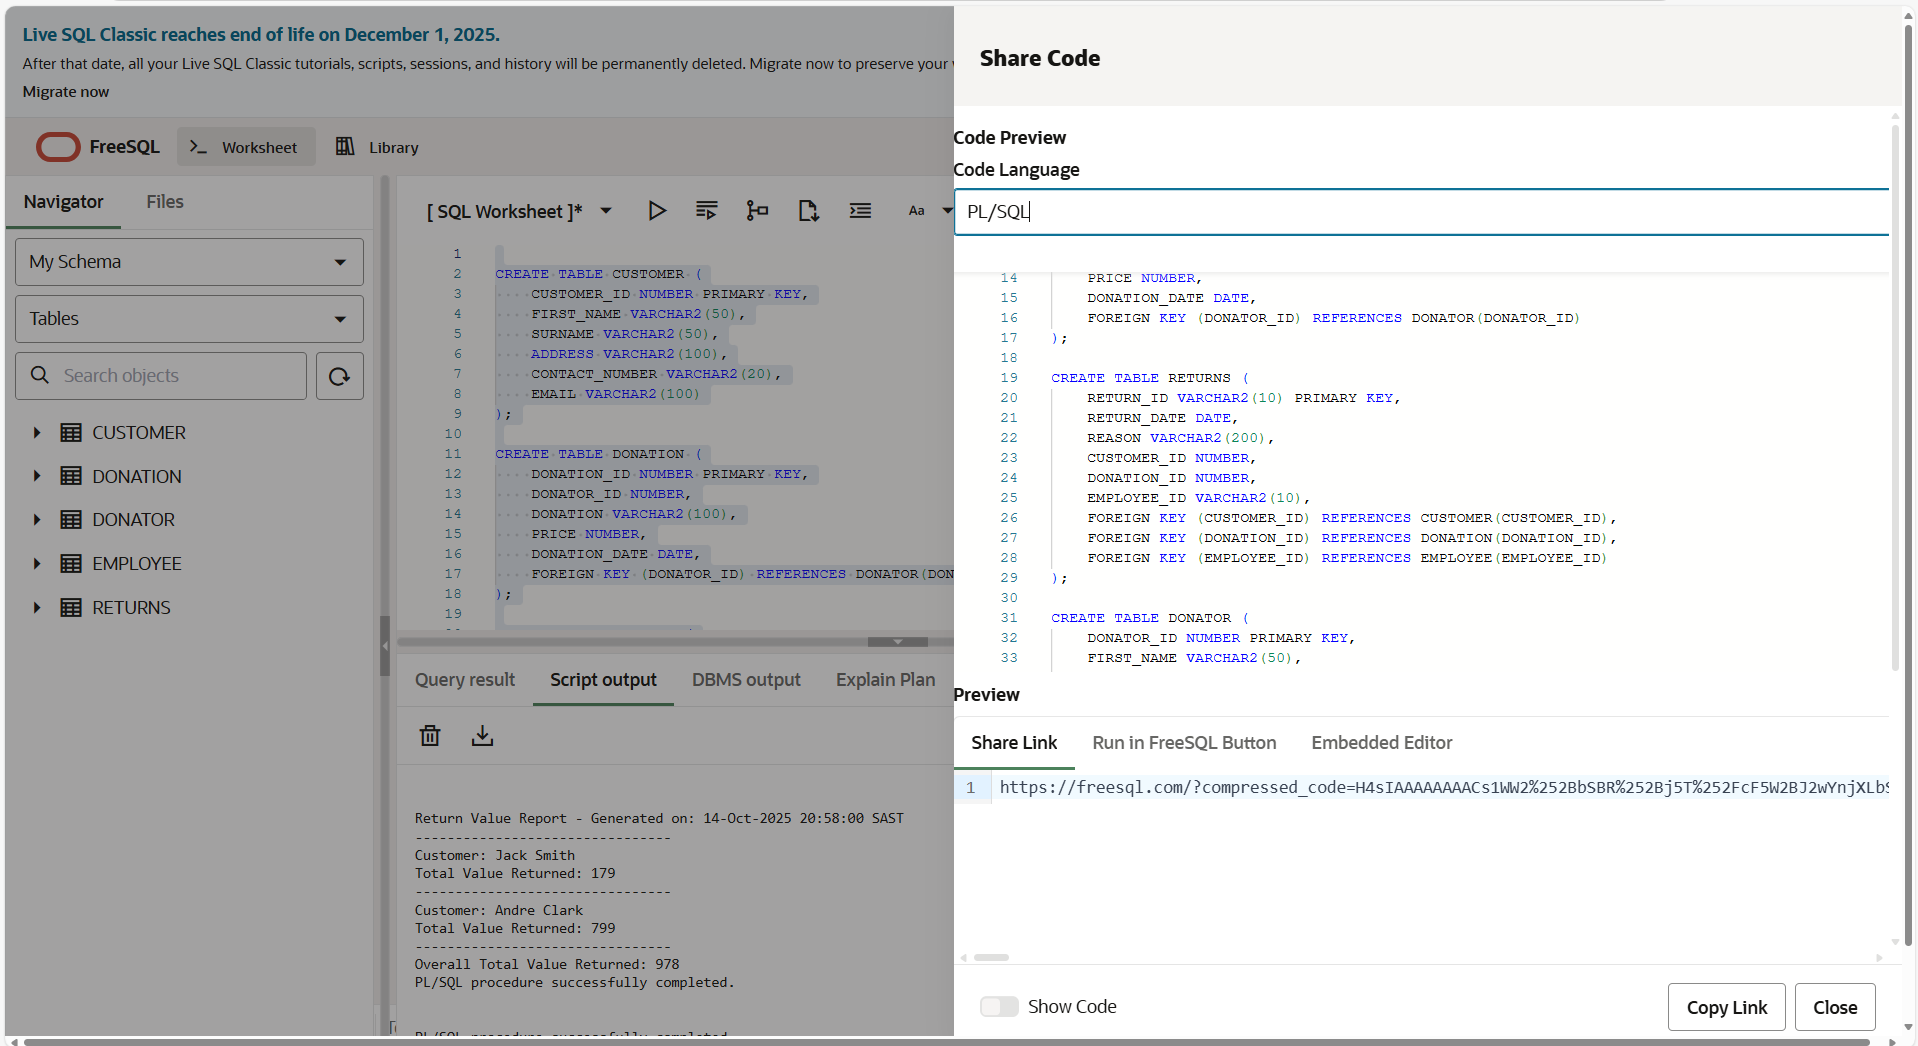 Live SQL Classic reaches end of life on December 1, 2025.
After that date, all your Live SQL Classic tutorials, scripts, sessions, and history will be permanently deleted. Migrate now to preserve your
Migrate now
FreeSQL
Worksheet
Library
Navigator
Files
My Schema
Tables
Search objects
CUSTOMER
DONATION
DONATOR
EMPLOYEE
RETURNS
[ SQL Worksheet ]*
Aa
1
2 CREATE TABLE CUSTOMER (
3 CUSTOMER_ID NUMBER PRIMARY KEY,
4 FIRST_NAME VARCHAR2(50),
5 SURNAME VARCHAR2(50),
6 ADDRESS VARCHAR2(100),
7 CONTACT_NUMBER VARCHAR2(20),
8 EMAIL VARCHAR2(100)
9 );
10
11 CREATE TABLE DONATION (
12 DONATION_ID NUMBER PRIMARY KEY,
13 DONATOR_ID NUMBER,
14 DONATION VARCHAR2(100),
15 PRICE NUMBER,
16 DONATION_DATE DATE,
17 FOREIGN KEY (DONATOR_ID) REFERENCES DONATOR(DON
18 );
19
Query result
Script output
DBMS output
Explain Plan
Return Value Report - Generated on: 14-Oct-2025 20:58:00 SAST
--------------------------------
Customer: Jack Smith
Total Value Returned: 179
--------------------------------
Customer: Andre Clark
Total Value Returned: 799
--------------------------------
Overall Total Value Returned: 978
PL/SQL procedure successfully completed.
PL/SQL procedure successfully completed.
Share Code
Code Preview
Code Language
PL/SQL
14 PRICE NUMBER,
15 DONATION_DATE DATE,
16 FOREIGN KEY (DONATOR_ID) REFERENCES DONATOR(DONATOR_ID)
17 );
18
19 CREATE TABLE RETURNS (
20 RETURN_ID VARCHAR2(10) PRIMARY KEY,
21 RETURN_DATE DATE,
22 REASON VARCHAR2(200),
23 CUSTOMER_ID NUMBER,
24 DONATION_ID NUMBER,
25 EMPLOYEE_ID VARCHAR2(10),
26 FOREIGN KEY (CUSTOMER_ID) REFERENCES CUSTOMER(CUSTOMER_ID),
27 FOREIGN KEY (DONATION_ID) REFERENCES DONATION(DONATION_ID),
28 FOREIGN KEY (EMPLOYEE_ID) REFERENCES EMPLOYEE(EMPLOYEE_ID)
29 );
30
31 CREATE TABLE DONATOR (
32 DONATOR_ID NUMBER PRIMARY KEY,
33 FIRST_NAME VARCHAR2(50),
Preview
Share Link
Run in FreeSQL Button
Embedded Editor
1 https://freesql.com/?compressed_code=H4sIAAAAAAAACs1WW2%252BbSBR%252Bj5T%252FcF5W2BJ2wYnjXLbS
Show Code
Copy Link
Close